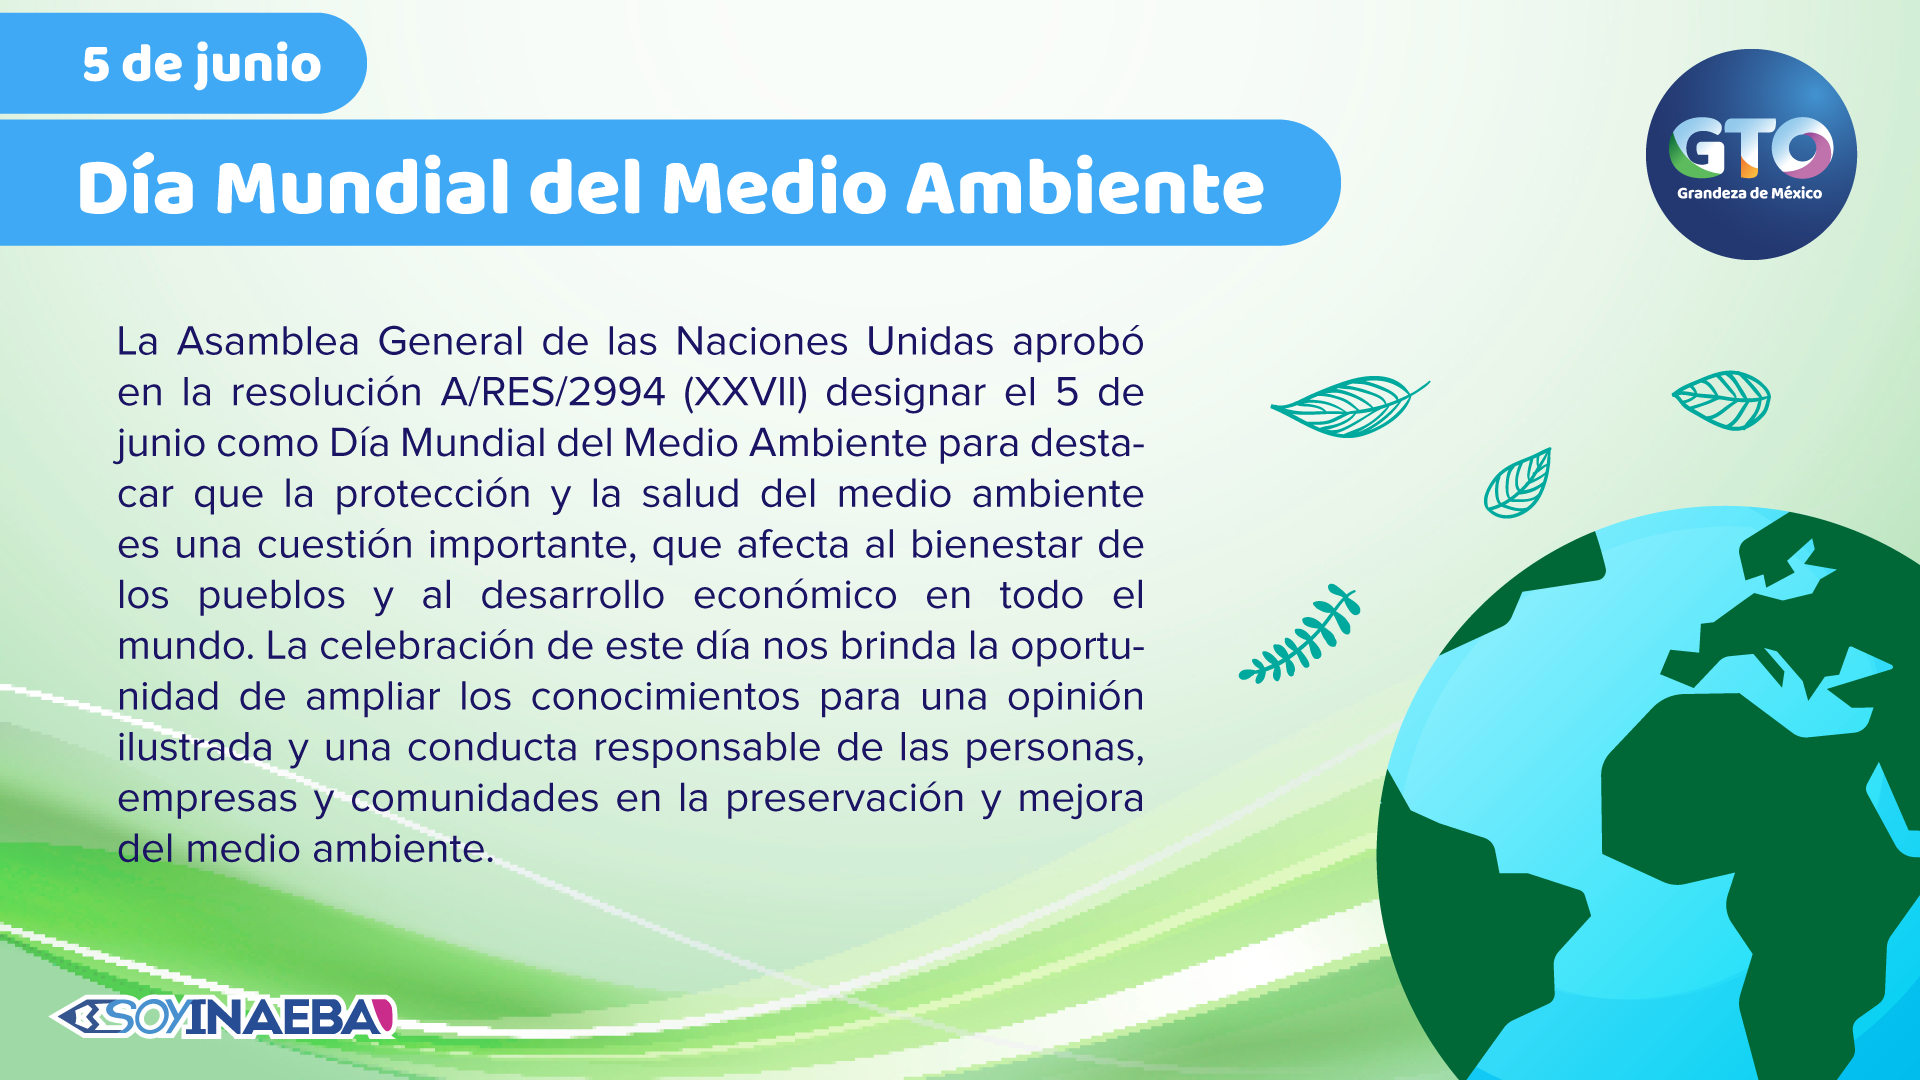 5 de junio
Día Mundial del Medio Ambiente
GTO
Grandeza de México
La Asamblea General de las Naciones Unidas aprobó
en la resolución A/RES/2994 (XXVII) designar el 5 de
junio como Día Mundial del Medio Ambiente para desta-
car que la protección y la salud del medio ambiente
es una cuestión importante, que afecta al bienestar de
los pueblos y al desarrollo económico en todo el
mundo. La celebración de este día nos brinda la oportu-
nidad de ampliar los conocimientos para una opinión
ilustrada y una conducta responsable de las personas,
empresas y comunidades en la preservación y mejora
del medio ambiente.
SOYINAEBA